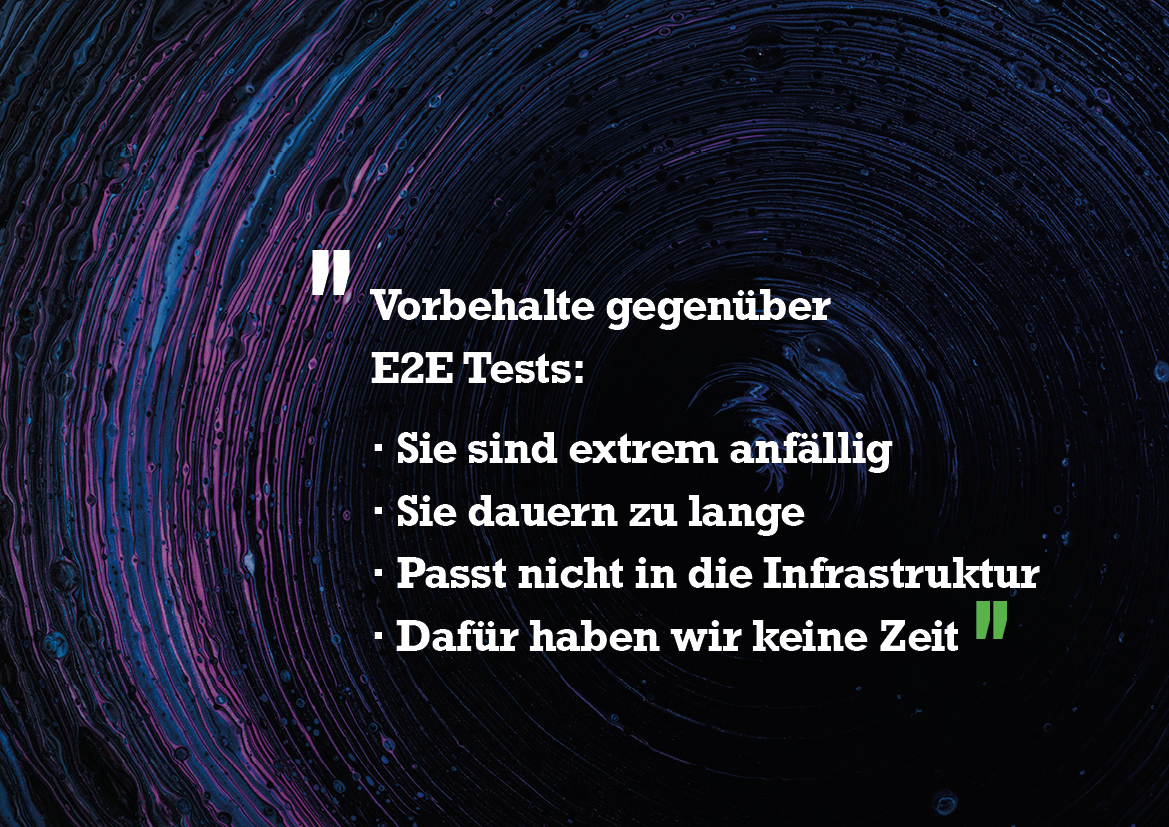 "Vorbehalte gegenüber
E2E Tests:
· Sie sind extrem anfällig
· Sie dauern zu lange
· Passt nicht in die Infrastruktur
· Dafür haben wir keine Zeit"